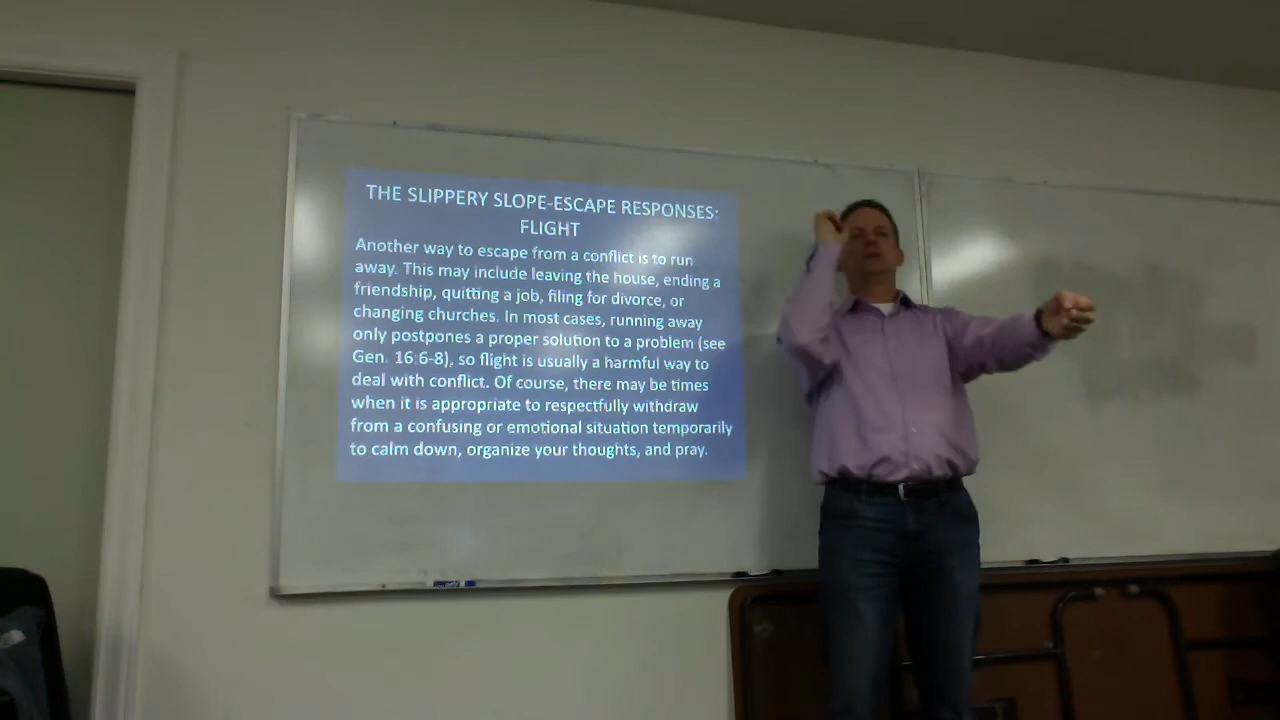 THE SLIPPERY SLOPE-ESCAPE RESPONSES:
FLIGHT
Another way to escape from a conflict is to run
away. This may include leaving the house, ending a
friendship, quitting a job, filing for divorce, or
changing churches. In most cases, running away
only postpones a proper solution to a problem (see
Gen. 16:6-8), so flight is usually a harmful way to
deal with conflict. Of course, there may be times
when it is appropriate to respectfully withdraw
from a confusing or emotional situation temporarily
to calm down, organize your thoughts, and pray.